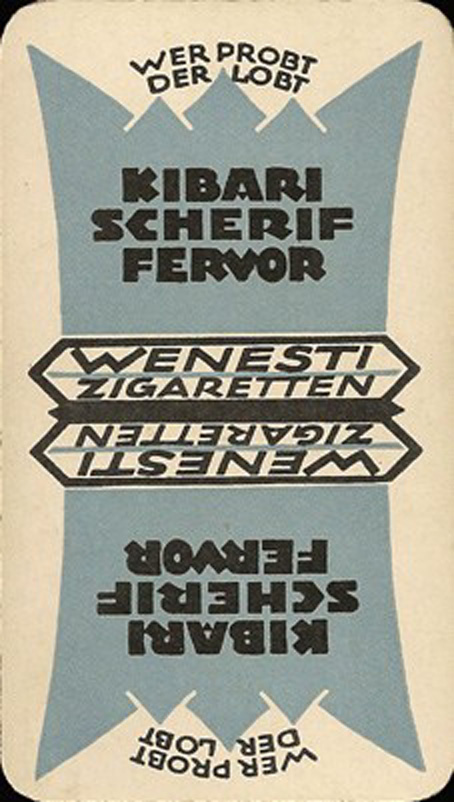 WER PROBT
DER LOBT
KIBARI
SCHERIF
FERVOR
WENESTI
ZIGARETTEN
WENESTI
ZIGARETTEN
KIBARI
SCHERIF
FERVOR
WER PROBT
DER LOBT